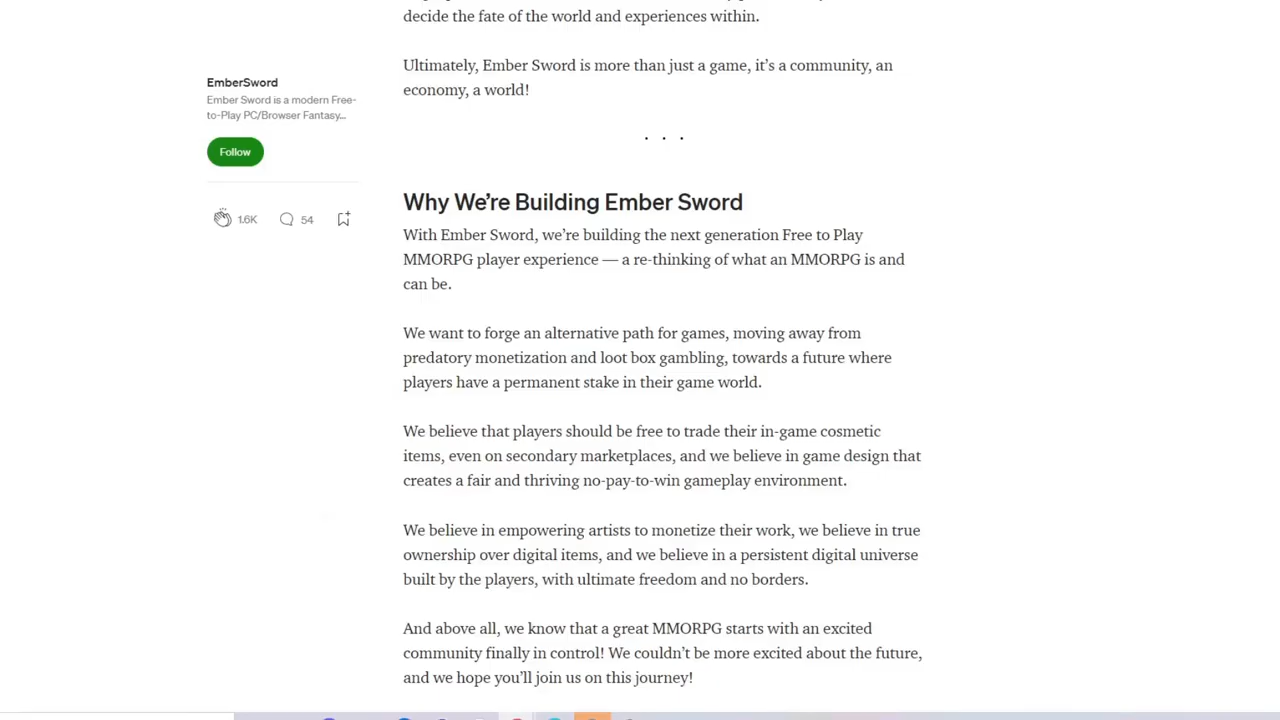 decide the fate of the world and experiences within.
Ultimately, Ember Sword is more than just a game, it’s a community, an
economy, a world!
EmberSword
Ember Sword is a modern Free-
to-Play PC/Browser Fantasy...
Follow
1.6K
54
. . .
Why We’re Building Ember Sword
With Ember Sword, we’re building the next generation Free to Play
MMORPG player experience — a re-thinking of what an MMORPG is and
can be.
We want to forge an alternative path for games, moving away from
predatory monetization and loot box gambling, towards a future where
players have a permanent stake in their game world.
We believe that players should be free to trade their in-game cosmetic
items, even on secondary marketplaces, and we believe in game design that
creates a fair and thriving no-pay-to-win gameplay environment.
We believe in empowering artists to monetize their work, we believe in true
ownership over digital items, and we believe in a persistent digital universe
built by the players, with ultimate freedom and no borders.
And above all, we know that a great MMORPG starts with an excited
community finally in control! We couldn’t be more excited about the future,
and we hope you’ll join us on this journey!